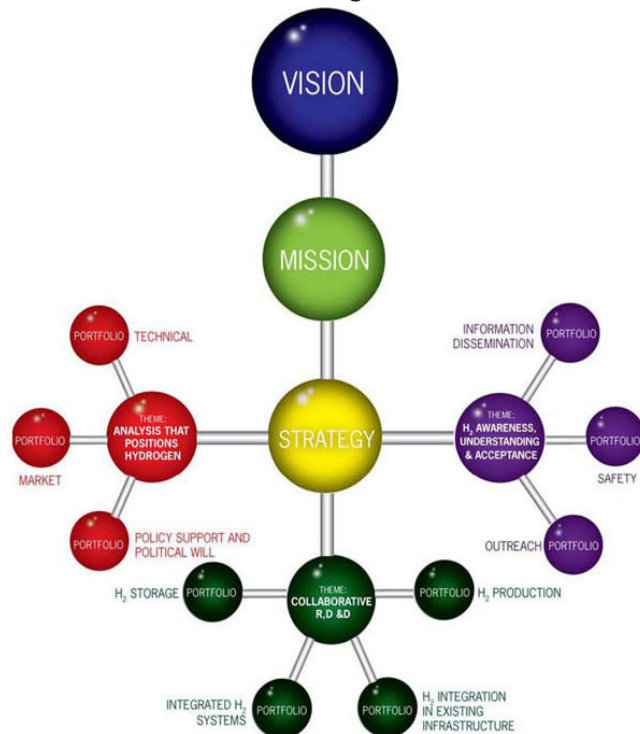 VISION
MISSION
STRATEGY
THEME:
ANALYSIS THAT
POSITIONS
HYDROGEN
PORTFOLIO
TECHNICAL
PORTFOLIO
MARKET
PORTFOLIO
POLICY SUPPORT AND
POLITICAL WILL
THEME:
H₂ AWARENESS,
UNDERSTANDING
& ACCEPTANCE
INFORMATION
DISSEMINATION
PORTFOLIO
PORTFOLIO
SAFETY
OUTREACH
PORTFOLIO
THEME:
COLLABORATIVE
R,D &D
H₂ STORAGE
PORTFOLIO
PORTFOLIO
H₂ PRODUCTION
INTEGRATED H₂
SYSTEMS
PORTFOLIO
PORTFOLIO
H₂ INTEGRATION
IN EXISTING
INFRASTRUCTURE